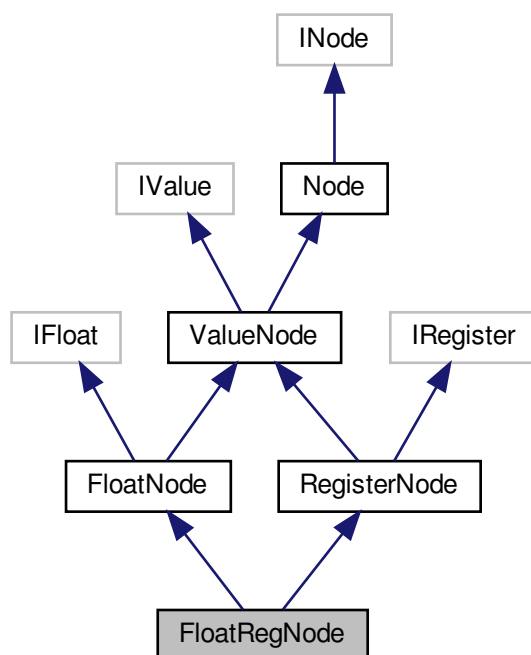 INode
IValue
Node
IFloat
ValueNode
IRegister
FloatNode
RegisterNode
FloatRegNode